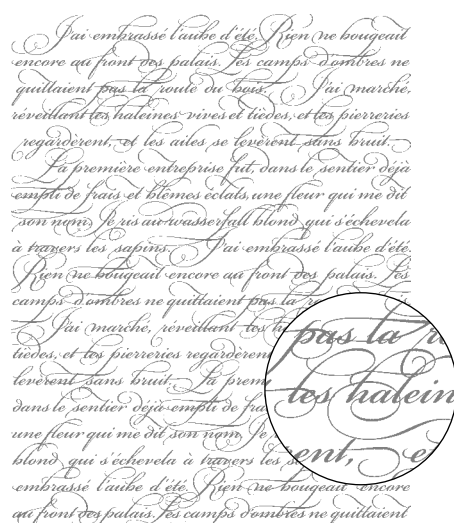 J'ai embrassé l'aube d'été. Rien ne bougeait
encore au front des palais. Les camps d'ombres ne
quittaient pas la route du bois. J'ai marché,
réveillant les haleines vives et tièdes, et les pierreries
regardèrent, et les ailes se levèrent sans bruit.
La première entreprise fut, dans le sentier déjà
empli de frais et blêmes éclats, une fleur qui me dit
son nom. Je ris au wasserfall blond qui s'échevela
à travers les sapins. J'ai embrassé l'aube d'été.
Rien ne bougeait encore au front des palais. Les
camps d'ombres ne quittaient pas la
J'ai marché, réveillant les
tièdes, et les pierreries regardèren
levèrent sans bruit. La prem
dans le sentier déjà empli de fra
une fleur qui me dit son nom. Je
blond qui s'échevela à travers les s
embrassé l'aube d'été. Rien ne bougeait encore
au front des palais. Les camps d'ombres ne quittaient
pas la
les halein
ent, e